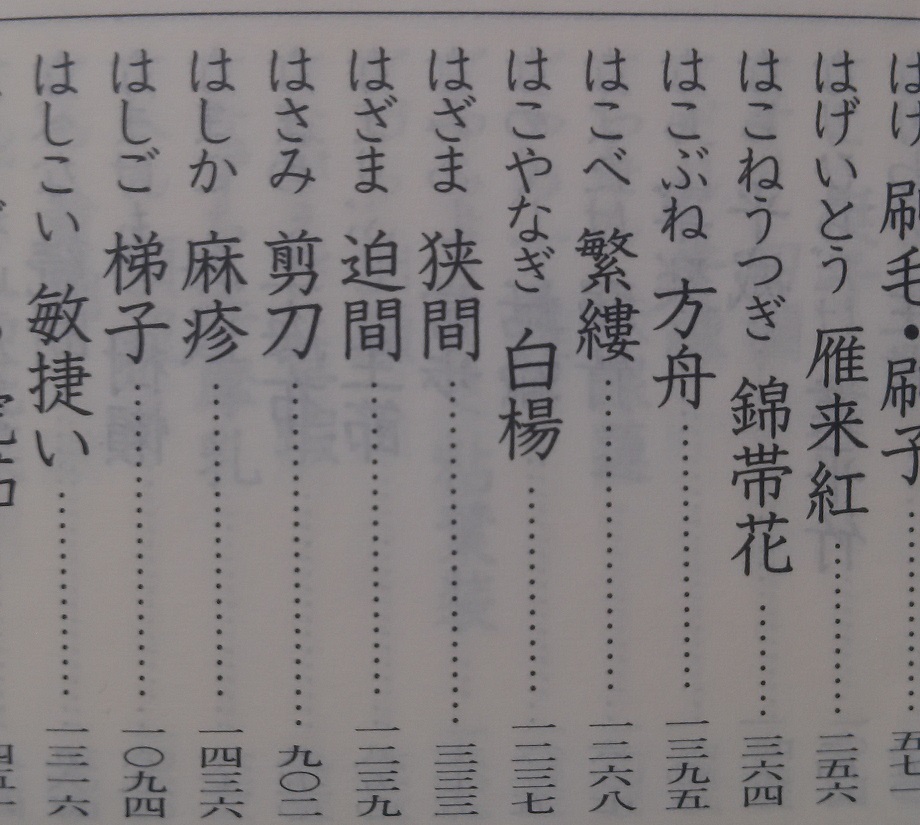 はけ 刷毛・刷子……五七一
はげいとう 雁来紅……二五六
はこねうつぎ 錦帯花……三六四
はこぶね 方舟……一三九五
はこべ 繁縷……一二六八
はこやなぎ 白楊……一二三七
はざま 狭間……三三三
はざま 迫間……一二三九
はさみ 剪刀……九〇二
はしか 麻疹……一四三六
はしご 梯子……一〇九四
はしこい 敏捷い……一三一六